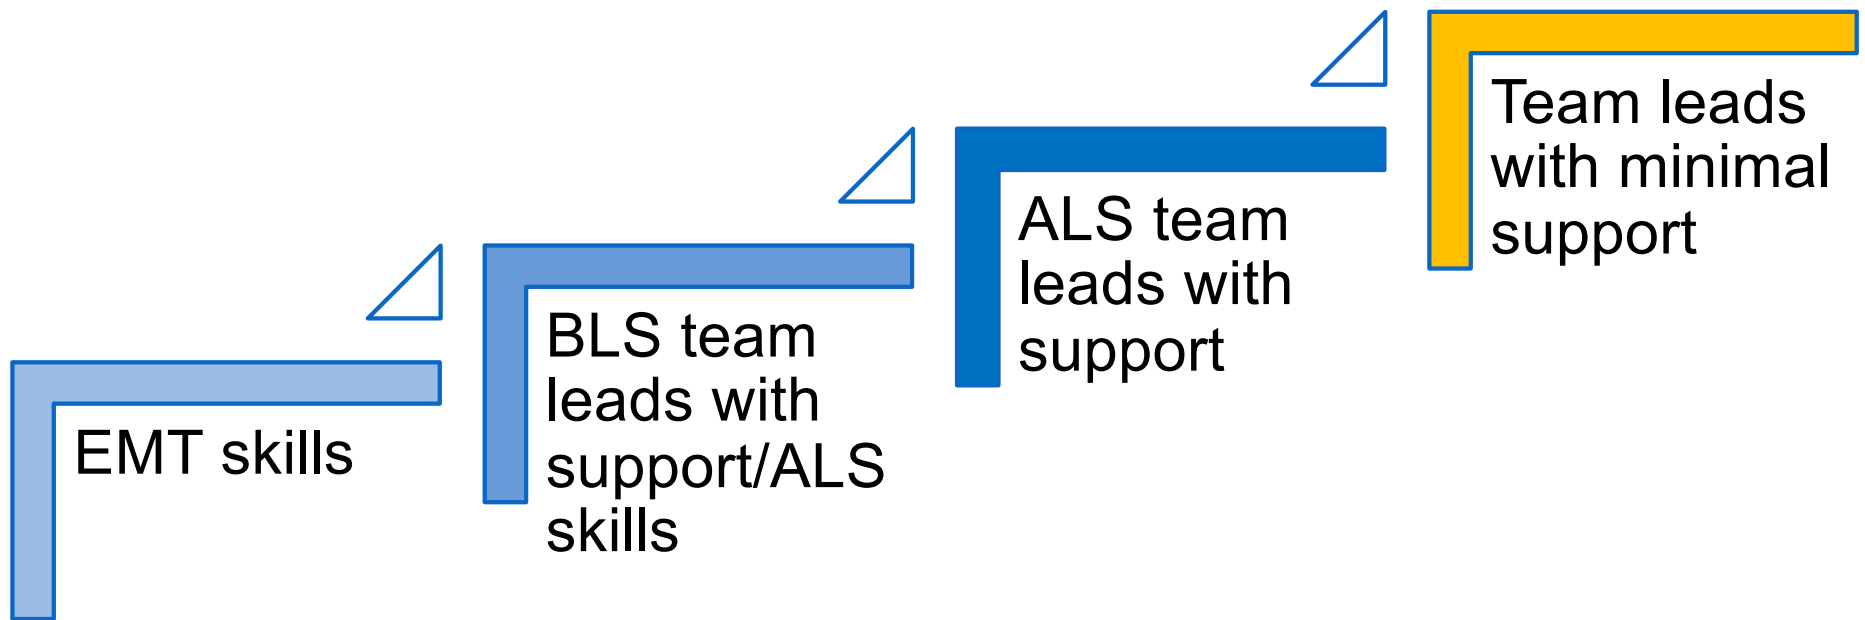 EMT skills
BLS team
leads with
support/ALS
skills
ALS team
leads with
support
Team leads
with minimal
support